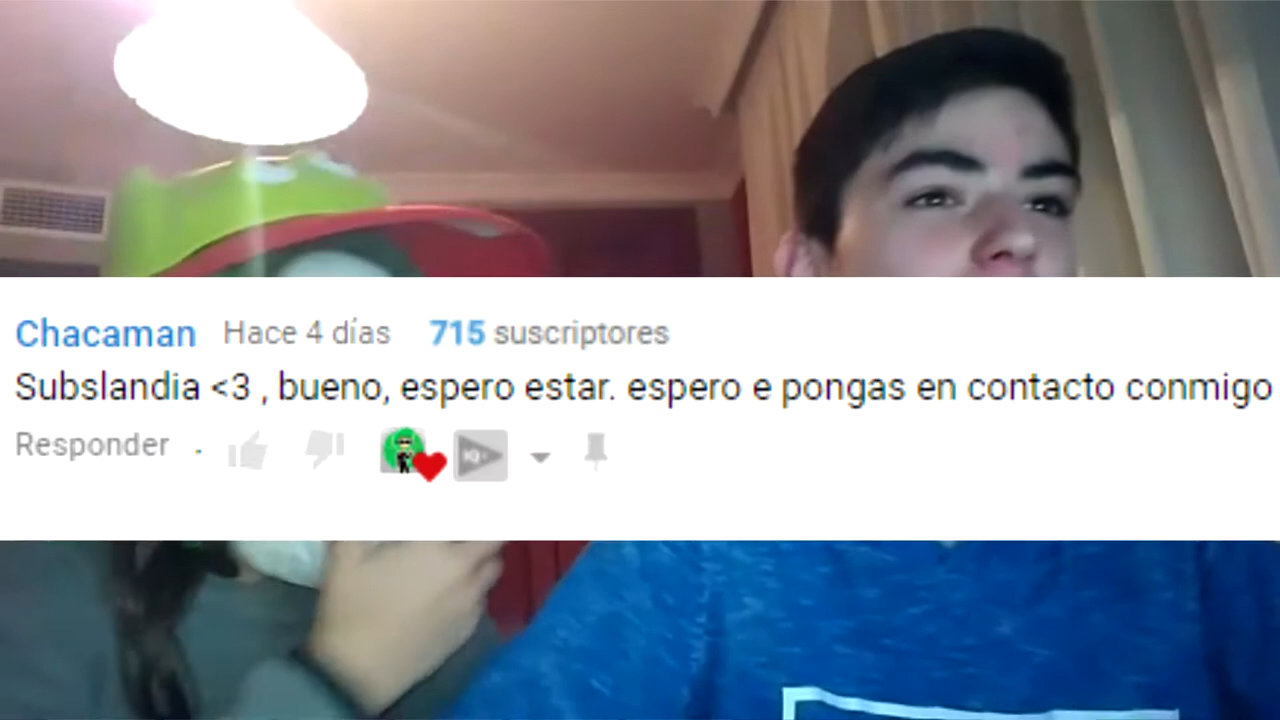 Chacaman Hace 4 días 715 suscriptores
Subslandia <3 , bueno, espero estar. espero e pongas en contacto conmigo
Responder .